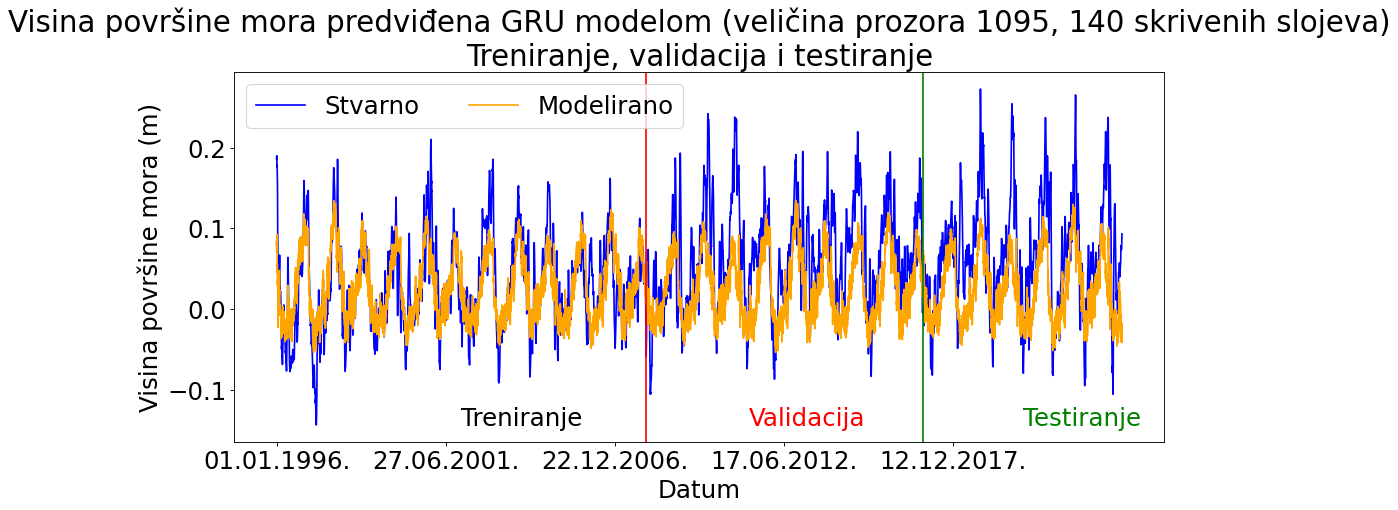 Visina površine mora predviđena GRU modelom (veličina prozora 1095, 140 skrivenih slojeva)
Treniranje, validacija i testiranje
Stvarno
Modelirano
Visina površine mora (m)
0.2
0.1
0.0
−0.1
Treniranje
Validacija
Testiranje
01.01.1996.
27.06.2001.
22.12.2006.
17.06.2012.
12.12.2017.
Datum